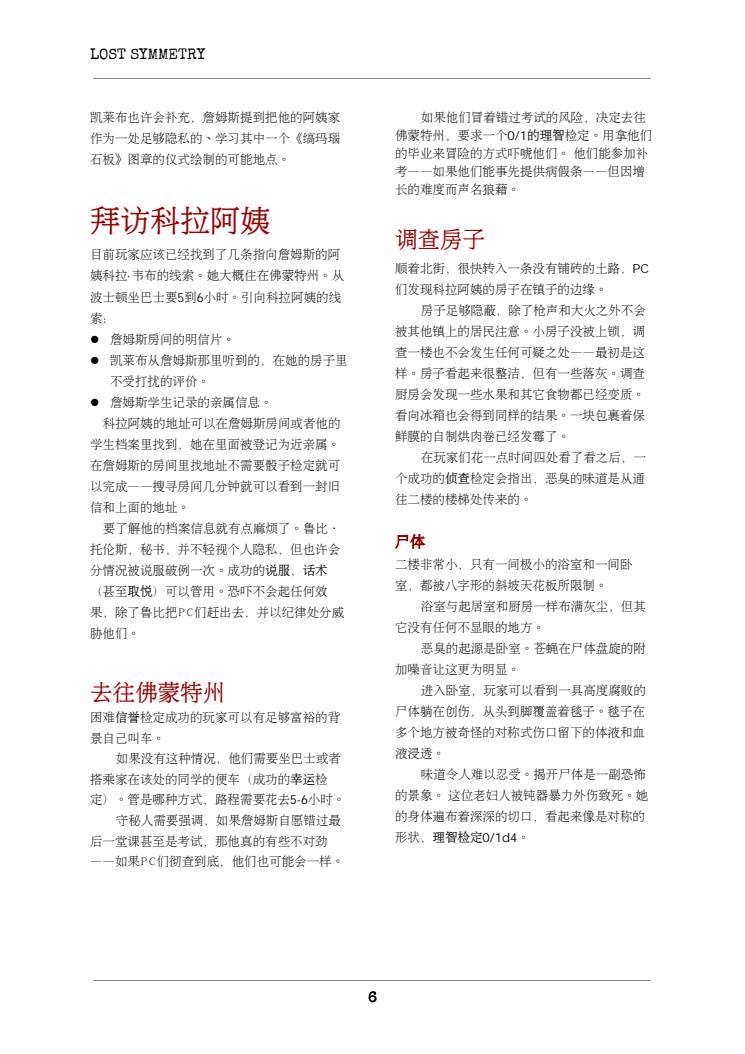 LOST SYMMETRY
凯莱布也许会补充，詹姆斯提到把他的阿姨家
作为一处足够隐私的、学习其中一个《缟玛瑙
石板》图章的仪式绘制的可能地点。
拜访科拉阿姨
目前玩家应该已经找到了几条指向詹姆斯的阿
姨科拉·韦布的线索。她大概住在佛蒙特州。从
波士顿坐巴士要5到6小时。引向科拉阿姨的线
索：
● 詹姆斯房间的明信片。
● 凯莱布从詹姆斯那里听到的，在她的房子里
不受打扰的评价。
● 詹姆斯学生记录的亲属信息。
科拉阿姨的地址可以在詹姆斯房间或者他的
学生档案里找到，她在里面被登记为近亲属。
在詹姆斯的房间里找地址不需要骰子检定就可
以完成——搜寻房间几分钟就可以看到一封旧
信和上面的地址。
要了解他的档案信息就有点麻烦了。鲁比·
托伦斯，秘书，并不轻视个人隐私，但也许会
分情况被说服破例一次。成功的说服，话术
（甚至取悦）可以管用。恐吓不会起任何效
果，除了鲁比把PC们赶出去，并以纪律处分威
胁他们。
去往佛蒙特州
困难信誉检定成功的玩家可以有足够富裕的背
景自己叫车。
如果没有这种情况，他们需要坐巴士或者
搭乘家在该处的同学的便车（成功的幸运检
定）。管是哪种方式，路程需要花去5-6小时。
守秘人需要强调，如果詹姆斯自愿错过最
后一堂课甚至是考试，那他真的有些不对劲
——如果PC们彻查到底，他们也可能会一样。
如果他们冒着错过考试的风险，决定去往
佛蒙特州，要求一个0/1的理智检定。用拿他们
的毕业来冒险的方式吓唬他们。 他们能参加补
考——如果他们能事先提供病假条——但因增
长的难度而声名狼藉。
调查房子
顺着北街，很快转入一条没有铺砖的土路，PC
们发现科拉阿姨的房子在镇子的边缘。
房子足够隐蔽，除了枪声和大火之外不会
被其他镇上的居民注意。小房子没被上锁，调
查一楼也不会发生任何可疑之处——最初是这
样。房子看起来很整洁，但有一些落灰。调查
厨房会发现一些水果和其它食物都已经变质。
看向冰箱也会得到同样的结果。一块包裹着保
鲜膜的自制烘肉卷已经发霉了。
在玩家们花一点时间四处看了看之后，一
个成功的侦查检定会指出，恶臭的味道是从通
往二楼的楼梯处传来的。
尸体
二楼非常小，只有一间极小的浴室和一间卧
室，都被八字形的斜坡天花板所限制。
浴室与起居室和厨房一样布满灰尘，但其
它没有任何不显眼的地方。
恶臭的起源是卧室。苍蝇在尸体盘旋的附
加噪音让这更为明显。
进入卧室，玩家可以看到一具高度腐败的
尸体躺在创伤，从头到脚覆盖着毯子。毯子在
多个地方被奇怪的对称式伤口留下的体液和血
液浸透。
味道令人难以忍受。揭开尸体是一副恐怖
的景象。 这位老妇人被钝器暴力外伤致死。她
的身体遍布着深深的切口，看起来像是对称的
形状，理智检定0/1d4。
6